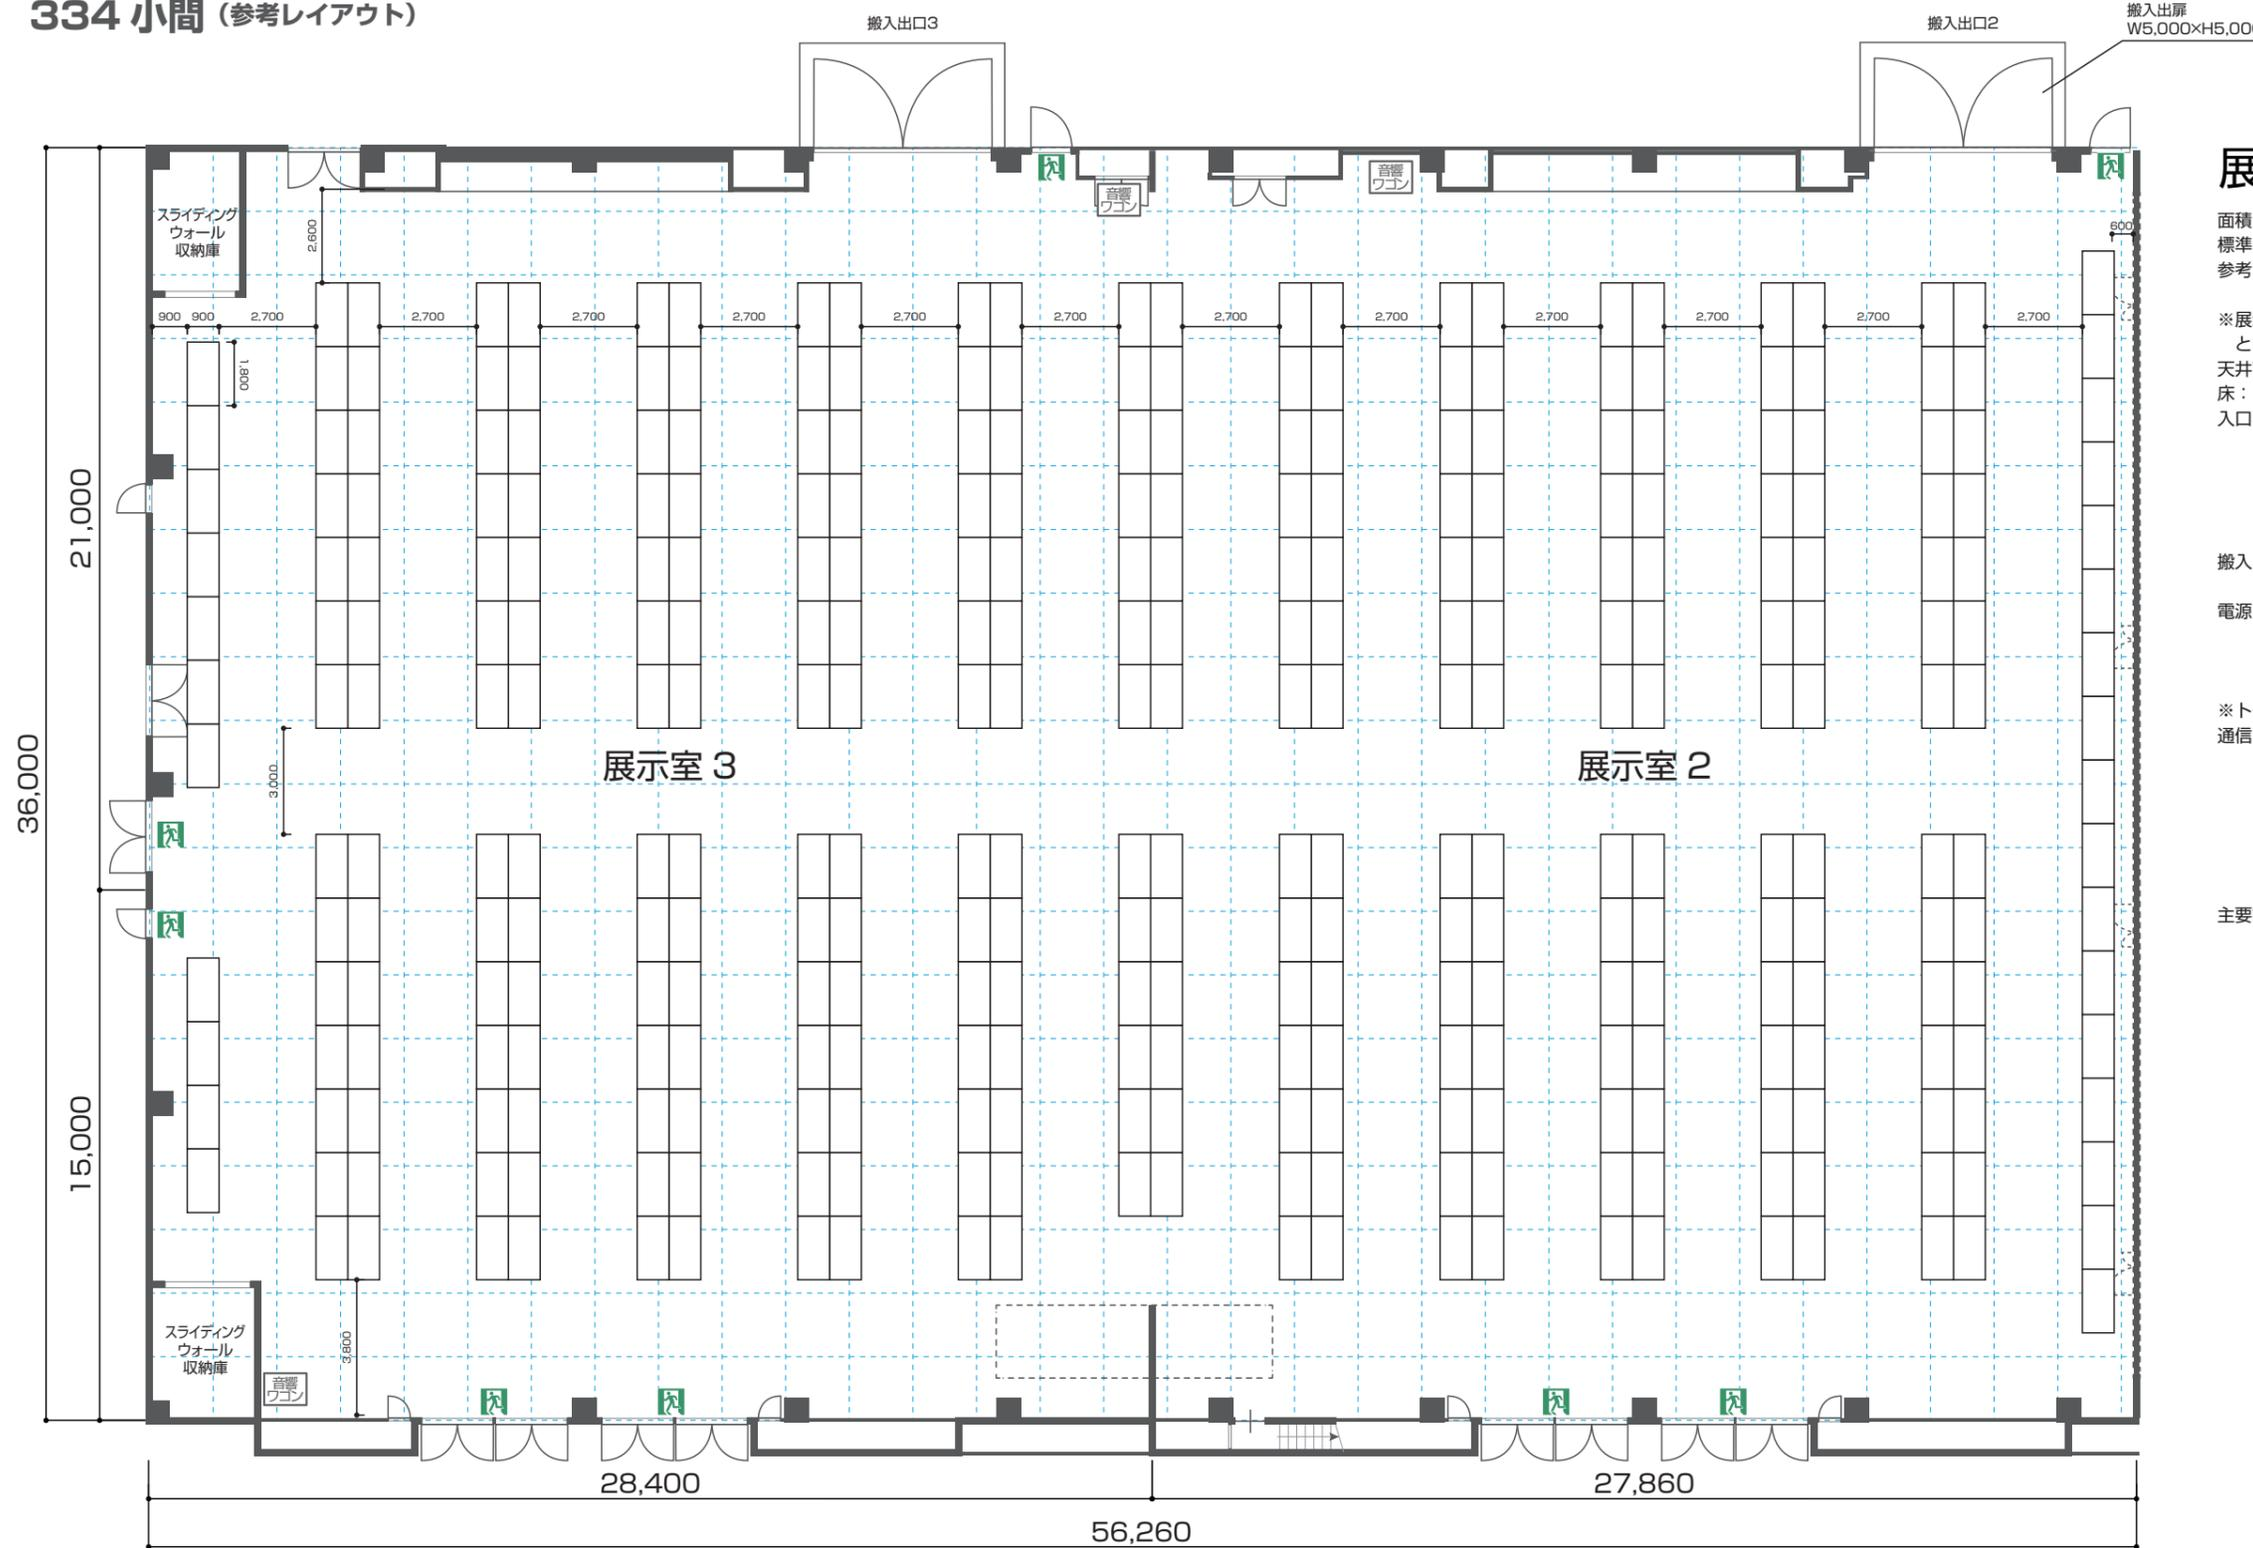 334 小間（参考レイアウト）
搬入出口3
搬入出口2
搬入出扉
W5,000×H5,00
展
面積
標準
参考
※展
と
天井
床：
入口
搬入
電源
※ト
通信
主要
音響
ワゴン
音響
ワゴン
スライディング
ウォール
収納庫
2,600
600
900
900
2,700
2,700
2,700
2,700
2,700
2,700
2,700
2,700
2,700
2,700
2,700
2,700
1,800
21,000
36,000
3,000
展示室 3
展示室 2
15,000
スライディング
ウォール
収納庫
音響
ワゴン
3,800
28,400
27,860
56,260